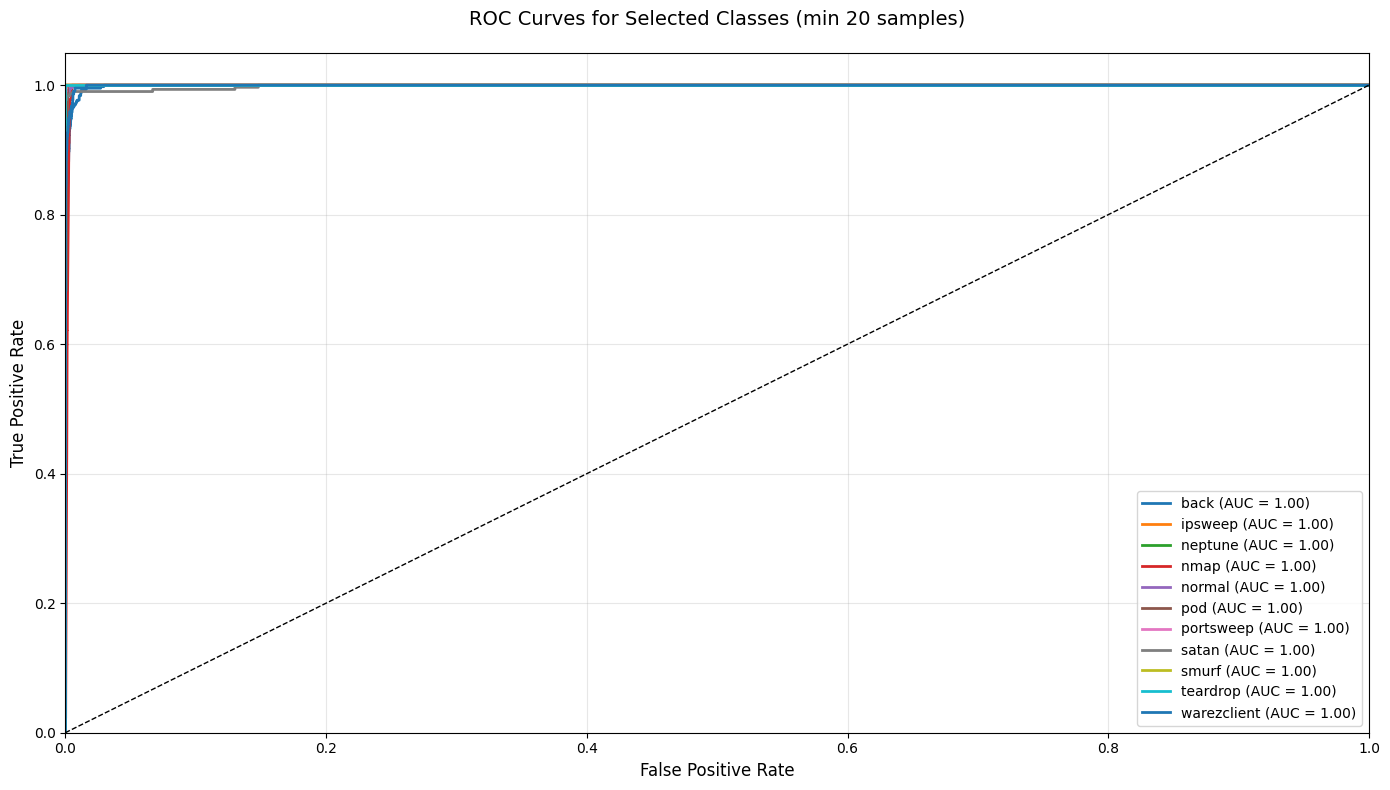 ROC Curves for Selected Classes (min 20 samples)
True Positive Rate
1.0
0.8
0.6
0.4
0.2
0.0
0.0
0.2
0.4
0.6
0.8
1.0
False Positive Rate
back (AUC = 1.00)
ipsweep (AUC = 1.00)
neptune (AUC = 1.00)
nmap (AUC = 1.00)
normal (AUC = 1.00)
pod (AUC = 1.00)
portsweep (AUC = 1.00)
satan (AUC = 1.00)
smurf (AUC = 1.00)
teardrop (AUC = 1.00)
warezclient (AUC = 1.00)